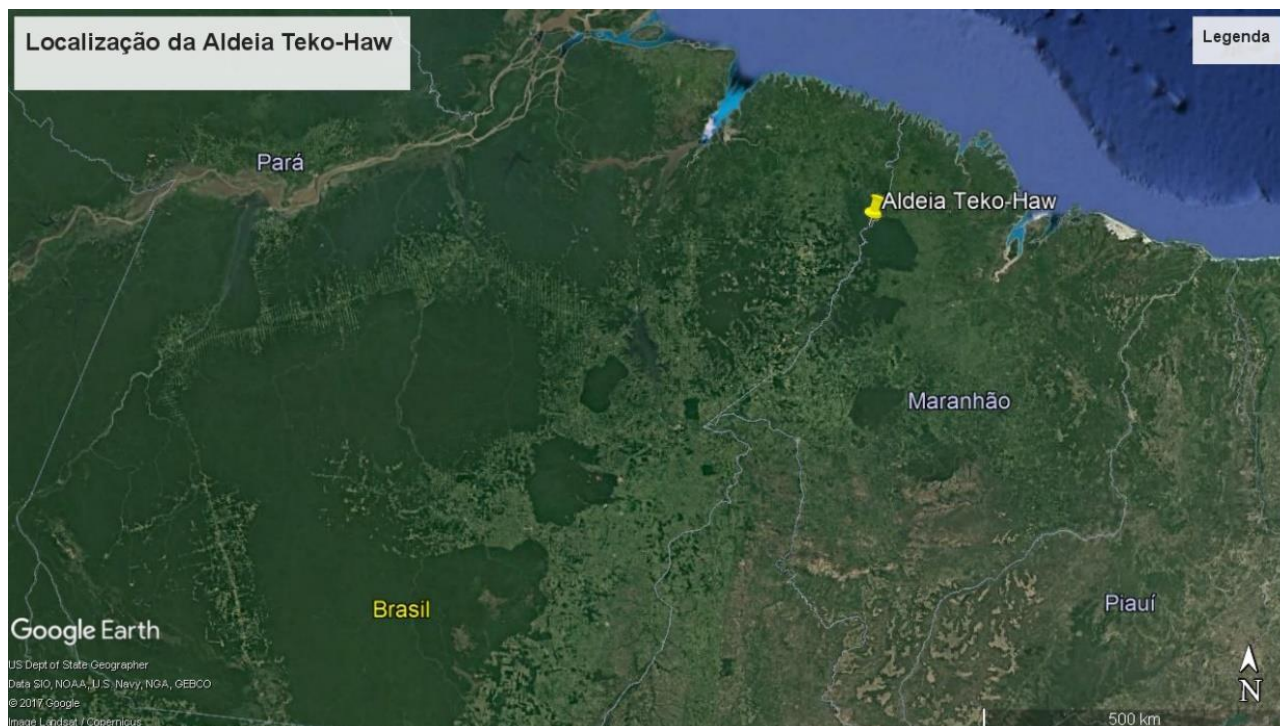 Localização da Aldeia Teko-Haw
Legenda
Pará
Aldeia Teko-Haw
Maranhão
Brasil
Piauí
Google Earth
US Dept of State Geographer
Data SIO, NOAA, U.S. Navy, NGA, GEBCO
© 2017 Google
Image Landsat / Copernicus
N
500 km